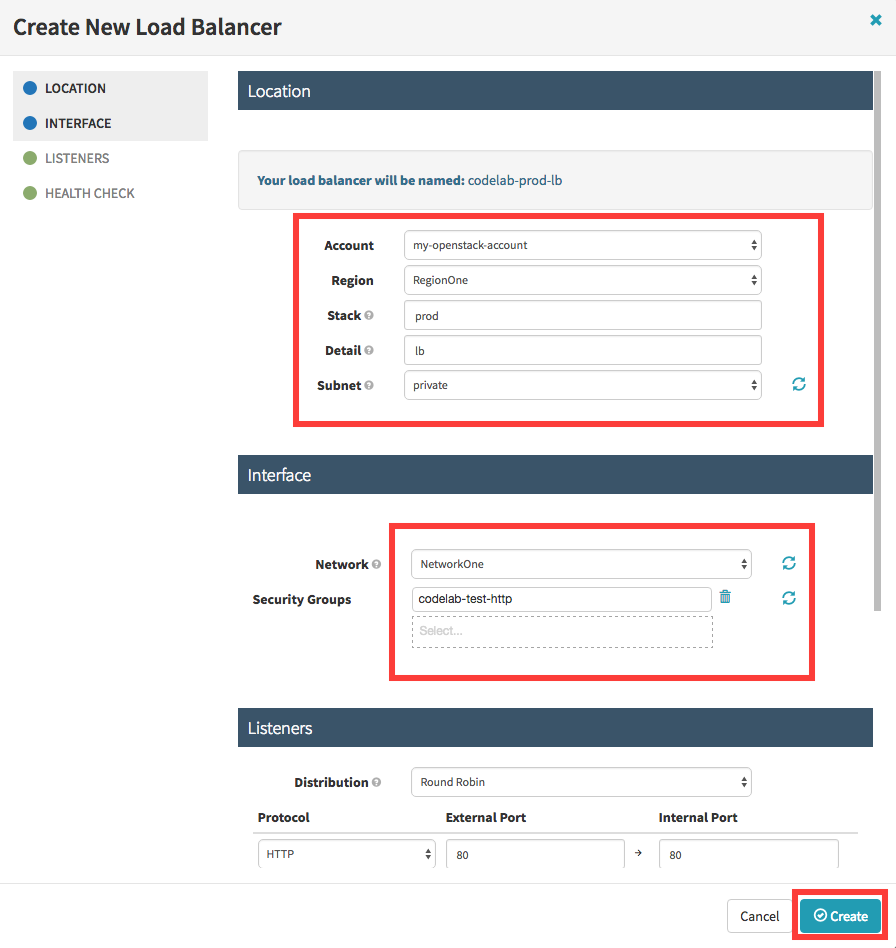 Create New Load Balancer
LOCATION
INTERFACE
LISTENERS
HEALTH CHECK
Location
Your load balancer will be named: codelab-prod-lb
Account my-openstack-account
Region RegionOne
Stack prod
Detail lb
Subnet private
Interface
Network NetworkOne
Security Groups codelab-test-http
Select...
Listeners
Distribution Round Robin
Protocol External Port Internal Port
HTTP 80 → 80
Cancel Create